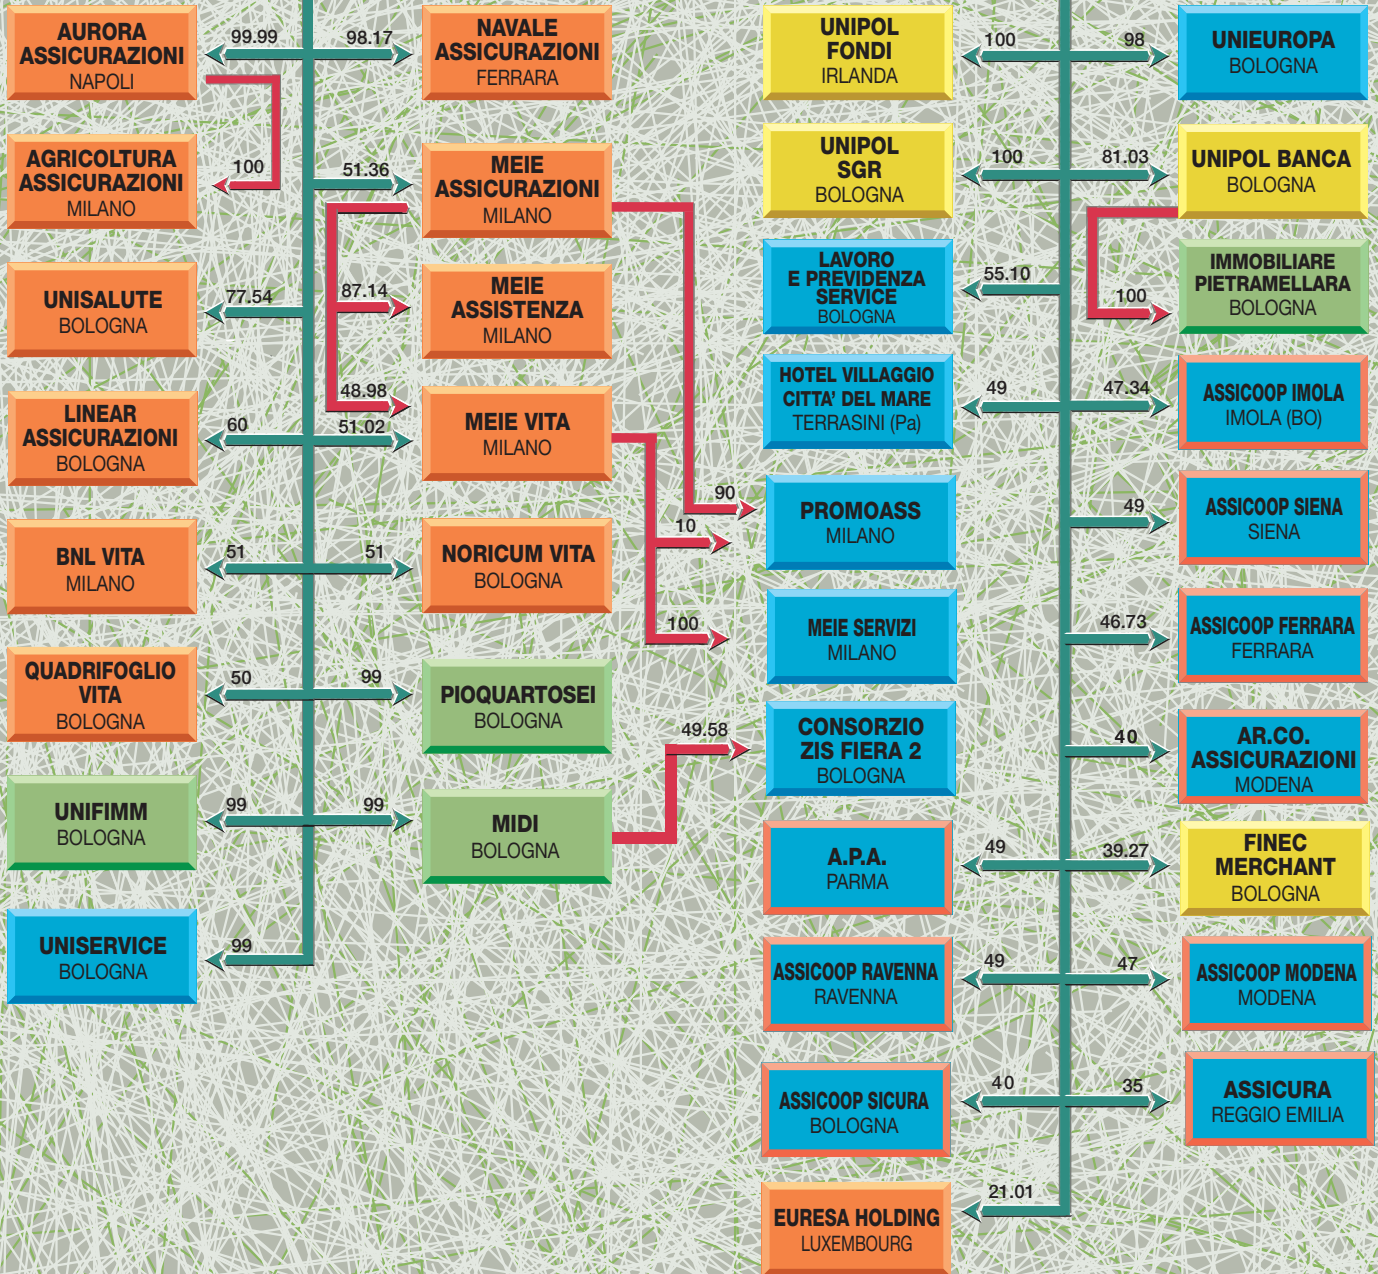 AURORA
ASSICURAZIONI
NAPOLI
99.99
98.17
NAVALE
ASSICURAZIONI
FERRARA
AGRICOLTURA
ASSICURAZIONI
MILANO
100
51.36
MEIE
ASSICURAZIONI
MILANO
UNISALUTE
BOLOGNA
77.54
87.14
MEIE
ASSISTENZA
MILANO
LINEAR
ASSICURAZIONI
BOLOGNA
60
48.98
51.02
MEIE VITA
MILANO
BNL VITA
MILANO
51
51
NORICUM VITA
BOLOGNA
QUADRIFOGLIO
VITA
BOLOGNA
50
99
PIOQUARTOSEI
BOLOGNA
UNIFIMM
BOLOGNA
99
99
MIDI
BOLOGNA
UNISERVICE
BOLOGNA
99
UNIPOL
FONDI
IRLANDA
100
98
UNIEUROPA
BOLOGNA
UNIPOL
SGR
BOLOGNA
100
81.03
UNIPOL BANCA
BOLOGNA
LAVORO
E PREVIDENZA
SERVICE
BOLOGNA
55.10
100
IMMOBILIARE
PIETRAMELLARA
BOLOGNA
HOTEL VILLAGGIO
CITTA' DEL MARE
TERRASINI (Pa)
49
47.34
ASSICOOP IMOLA
IMOLA (BO)
90
10
PROMOASS
MILANO
49
ASSICOOP SIENA
SIENA
100
MEIE SERVIZI
MILANO
46.73
ASSICOOP FERRARA
FERRARA
49.58
CONSORZIO
ZIS FIERA 2
BOLOGNA
40
AR.CO.
ASSICURAZIONI
MODENA
A.P.A.
PARMA
49
39.27
FINEC
MERCHANT
BOLOGNA
ASSICOOP RAVENNA
RAVENNA
49
47
ASSICOOP MODENA
MODENA
ASSICOOP SICURA
BOLOGNA
40
35
ASSICURA
REGGIO EMILIA
EURESA HOLDING
LUXEMBOURG
21.01